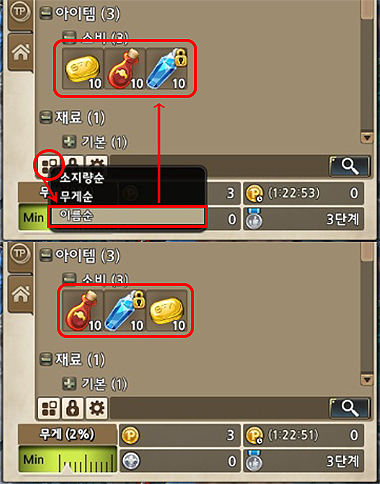 TP
아이템 (3)
소비 (3)
10 10 10
재료 (1)
기본 (1)
소지량순
무게순
이름순
무 3 (1:22:53) 0
Min 0 3단계
TP
아이템 (3)
소비 (3)
10 10 10
재료 (1)
기본 (1)
무게 (2%) 3 (1:22:51) 0
Min 0 3단계